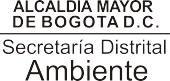 ALCALDIA MAYOR
DE BOGOTA D.C.
Secretaría Distrital
Ambiente